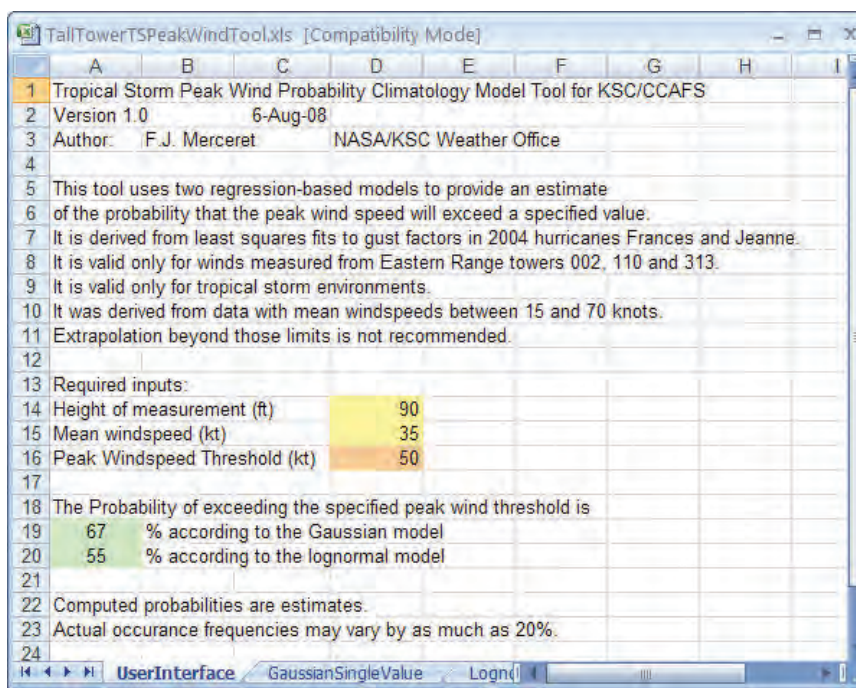 TallTowerTSPeakWindTool.xls [Compatibility Mode]
A B C D E F G H I
1 Tropical Storm Peak Wind Probability Climatology Model Tool for KSC/CCAFS
2 Version 1.0 6-Aug-08
3 Author: F.J. Merceret NASA/KSC Weather Office
4
5 This tool uses two regression-based models to provide an estimate
6 of the probability that the peak wind speed will exceed a specified value.
7 It is derived from least squares fits to gust factors in 2004 hurricanes Frances and Jeanne.
8 It is valid only for winds measured from Eastern Range towers 002, 110 and 313.
9 It is valid only for tropical storm environments.
10 It was derived from data with mean windspeeds between 15 and 70 knots.
11 Extrapolation beyond those limits is not recommended.
12
13 Required inputs:
14 Height of measurement (ft) 90
15 Mean windspeed (kt) 35
16 Peak Windspeed Threshold (kt) 50
17
18 The Probability of exceeding the specified peak wind threshold is
19 67 % according to the Gaussian model
20 55 % according to the lognormal model
21
22 Computed probabilities are estimates.
23 Actual occurance frequencies may vary by as much as 20%.
24
UserInterface GaussianSingleValue Logno